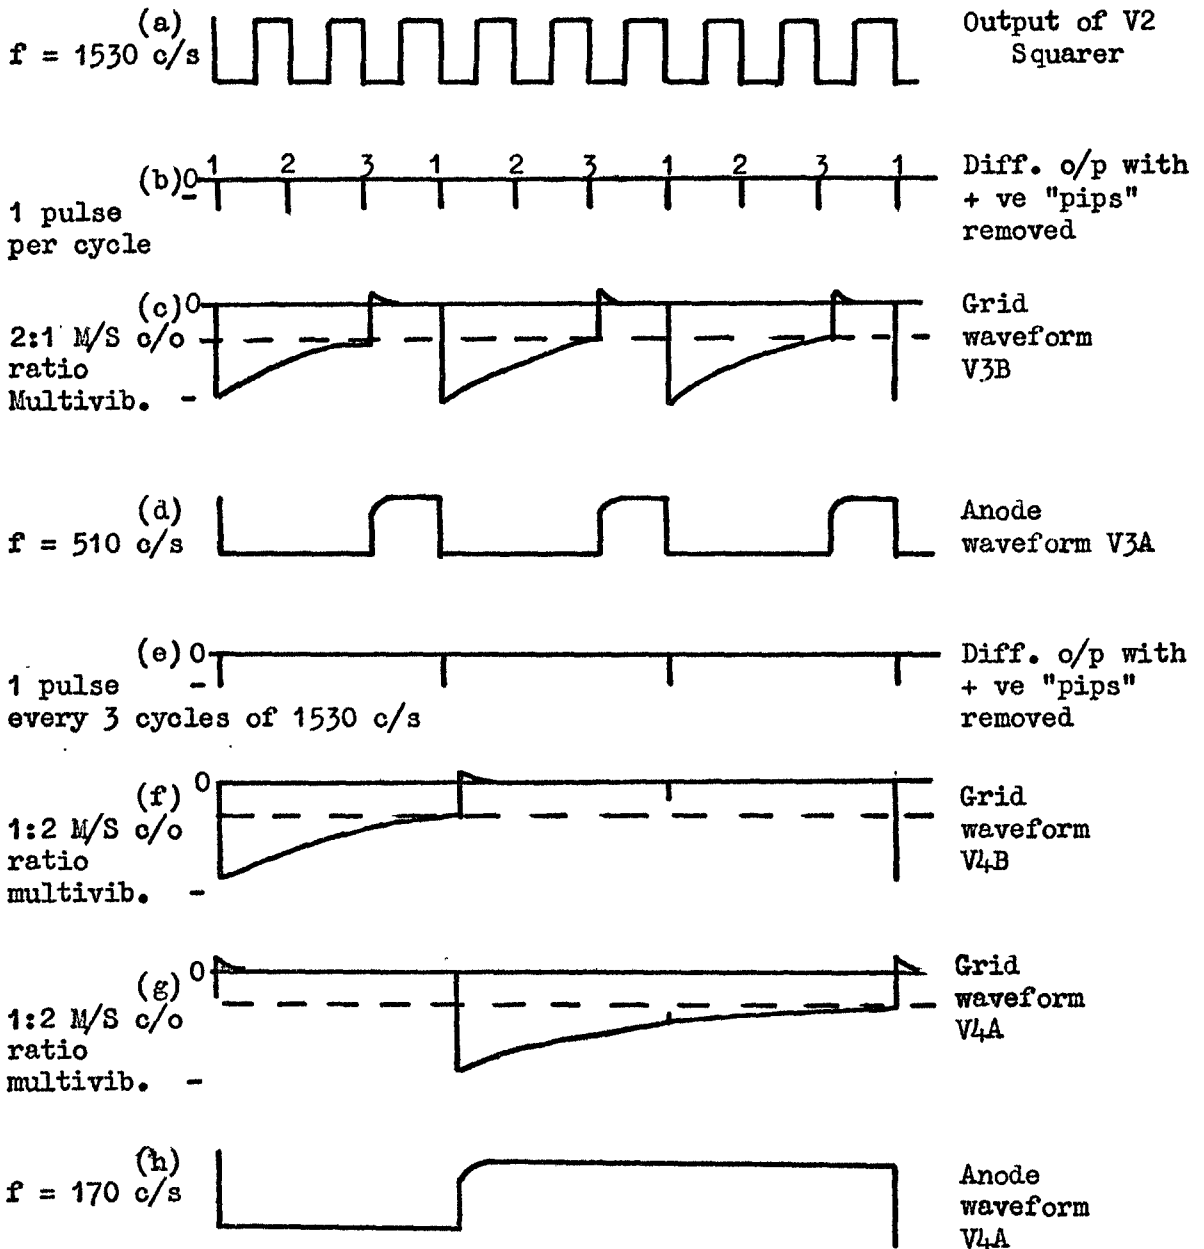 (a)
f = 1530 c/s
Output of V2
Squarer
1 2 3 1 2 3 1 2 3 1
(b) 0
-
1 pulse
per cycle
Diff. o/p with
+ ve "pips"
removed
(c) 0
2:1 M/S c/o
ratio
Multivib. -
Grid
waveform
V3B
(d)
f = 510 c/s
Anode
waveform V3A
(e) 0
-
1 pulse
every 3 cycles of 1530 c/s
Diff. o/p with
+ ve "pips"
removed
0
(f)
1:2 M/S c/o
ratio
multivib. -
Grid
waveform
V4B
0
(g)
1:2 M/S c/o
ratio
multivib. -
Grid
waveform
V4A
(h)
f = 170 c/s
Anode
waveform
V4A